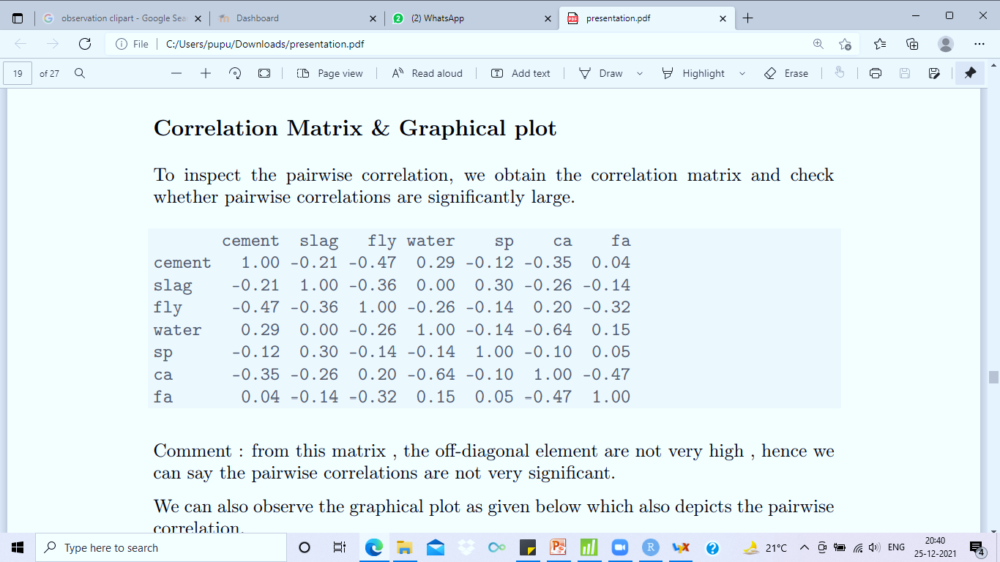 observation clipart - Google Sea
Dashboard
2 (2) WhatsApp
PDF presentation.pdf
File C:/Users/pupu/Downloads/presentation.pdf
19 of 27 Page view Read aloud Add text Draw Highlight Erase
Correlation Matrix & Graphical plot
To inspect the pairwise correlation, we obtain the correlation matrix and check
whether pairwise correlations are significantly large.
cement slag fly water sp ca fa
cement 1.00 -0.21 -0.47 0.29 -0.12 -0.35 0.04
slag -0.21 1.00 -0.36 0.00 0.30 -0.26 -0.14
fly -0.47 -0.36 1.00 -0.26 -0.14 0.20 -0.32
water 0.29 0.00 -0.26 1.00 -0.14 -0.64 0.15
sp -0.12 0.30 -0.14 -0.14 1.00 -0.10 0.05
ca -0.35 -0.26 0.20 -0.64 -0.10 1.00 -0.47
fa 0.04 -0.14 -0.32 0.15 0.05 -0.47 1.00
Comment : from this matrix , the off-diagonal element are not very high , hence we
can say the pairwise correlations are not very significant.
We can also observe the graphical plot as given below which also depicts the pairwise
correlation.
Type here to search
21°C ENG
20:40
25-12-2021
4